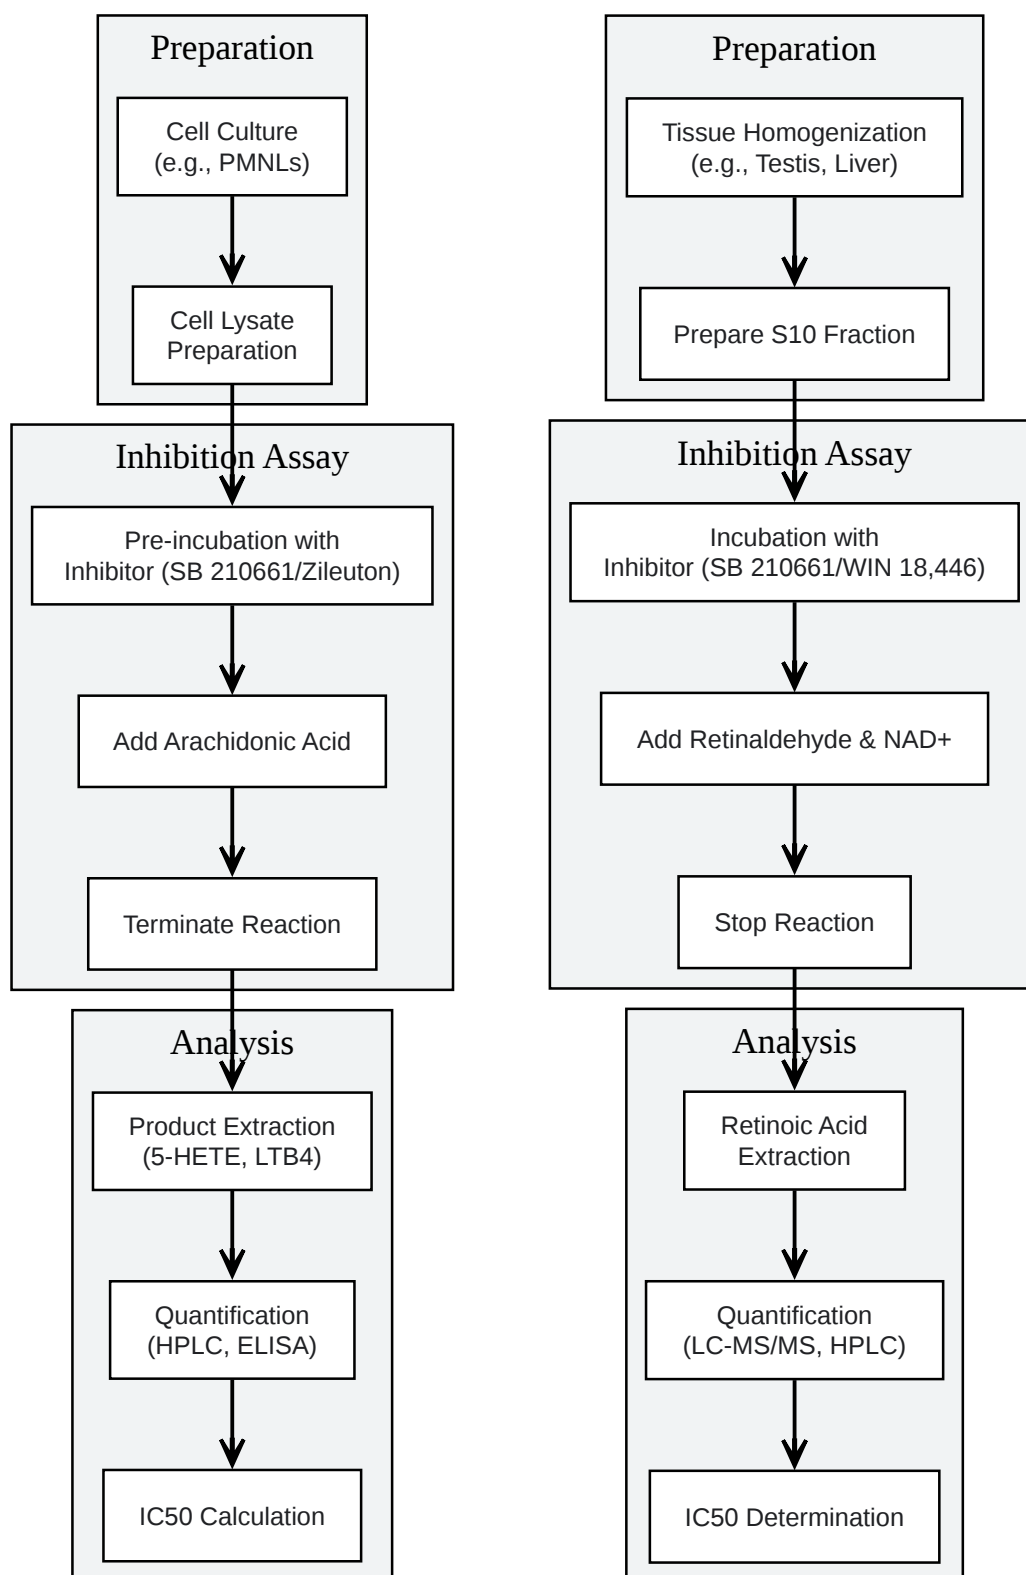 Preparation
Cell Culture
(e.g., PMNLs)
Cell Lysate
Preparation
Inhibition Assay
Pre-incubation with
Inhibitor (SB 210661/Zileuton)
Add Arachidonic Acid
Terminate Reaction
Analysis
Product Extraction
(5-HETE, LTB4)
Quantification
(HPLC, ELISA)
IC50 Calculation
Preparation
Tissue Homogenization
(e.g., Testis, Liver)
Prepare S10 Fraction
Inhibition Assay
Incubation with
Inhibitor (SB 210661/WIN 18,446)
Add Retinaldehyde & NAD+
Stop Reaction
Analysis
Retinoic Acid
Extraction
Quantification
(LC-MS/MS, HPLC)
IC50 Determination